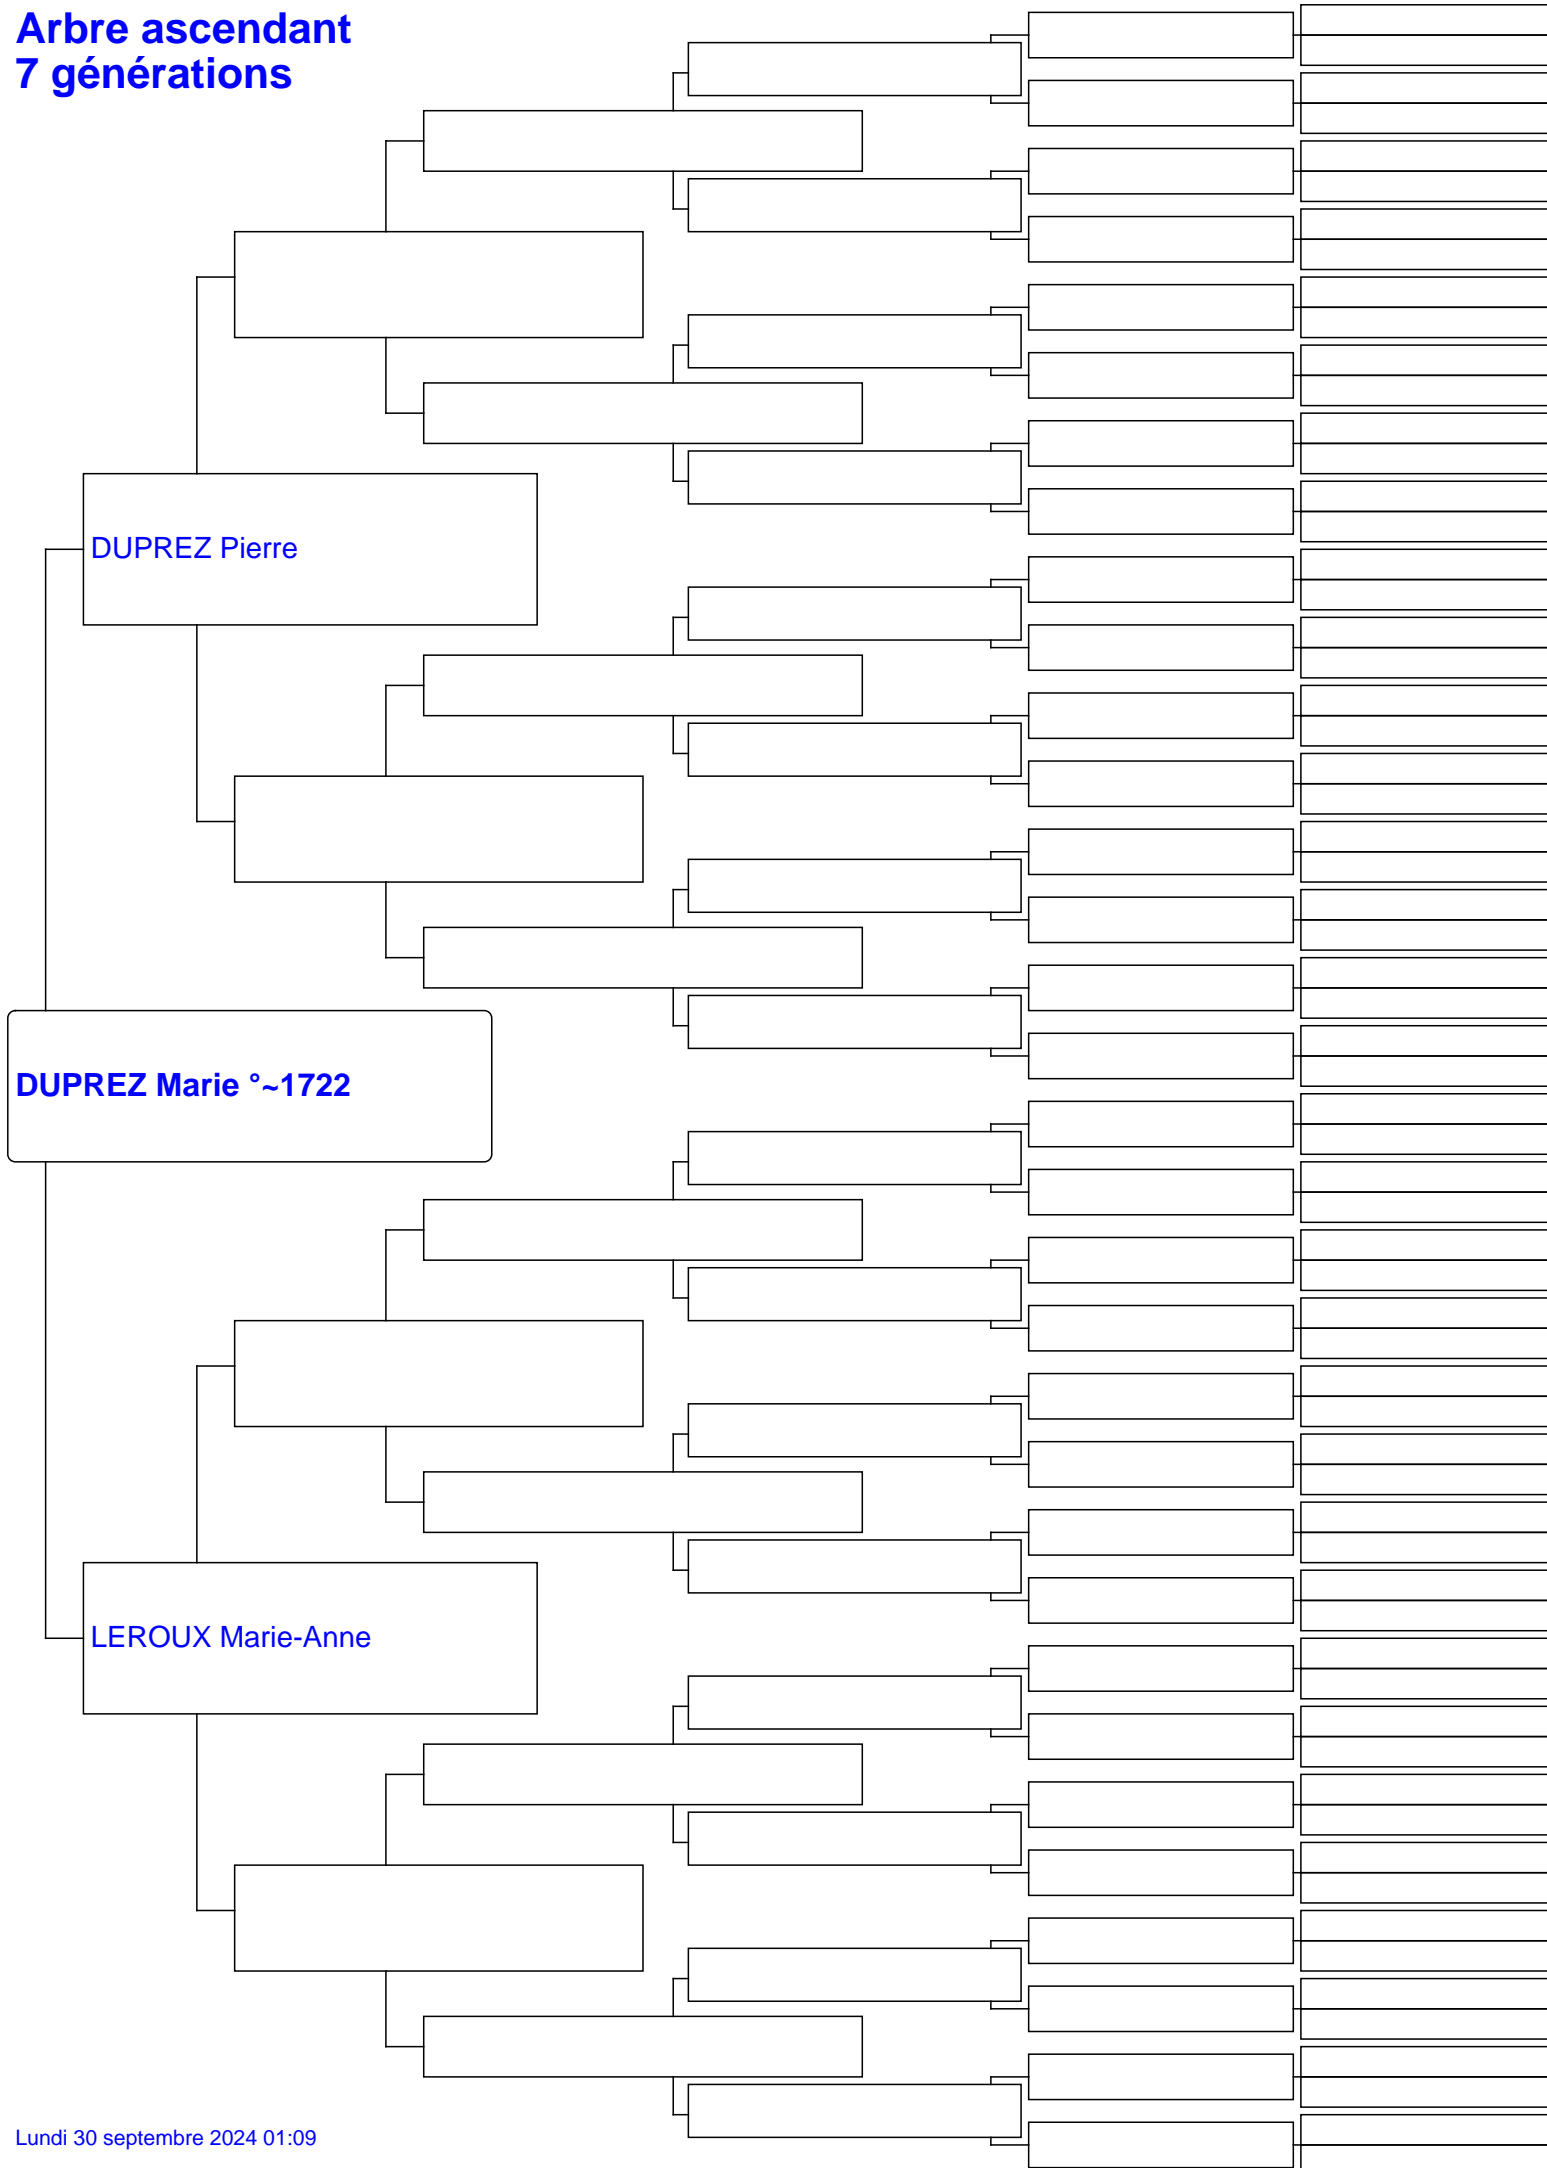 Arbre ascendant
7 générations
DUPREZ Pierre
DUPREZ Marie °~1722
LEROUX Marie-Anne
Lundi 30 septembre 2024 01:09